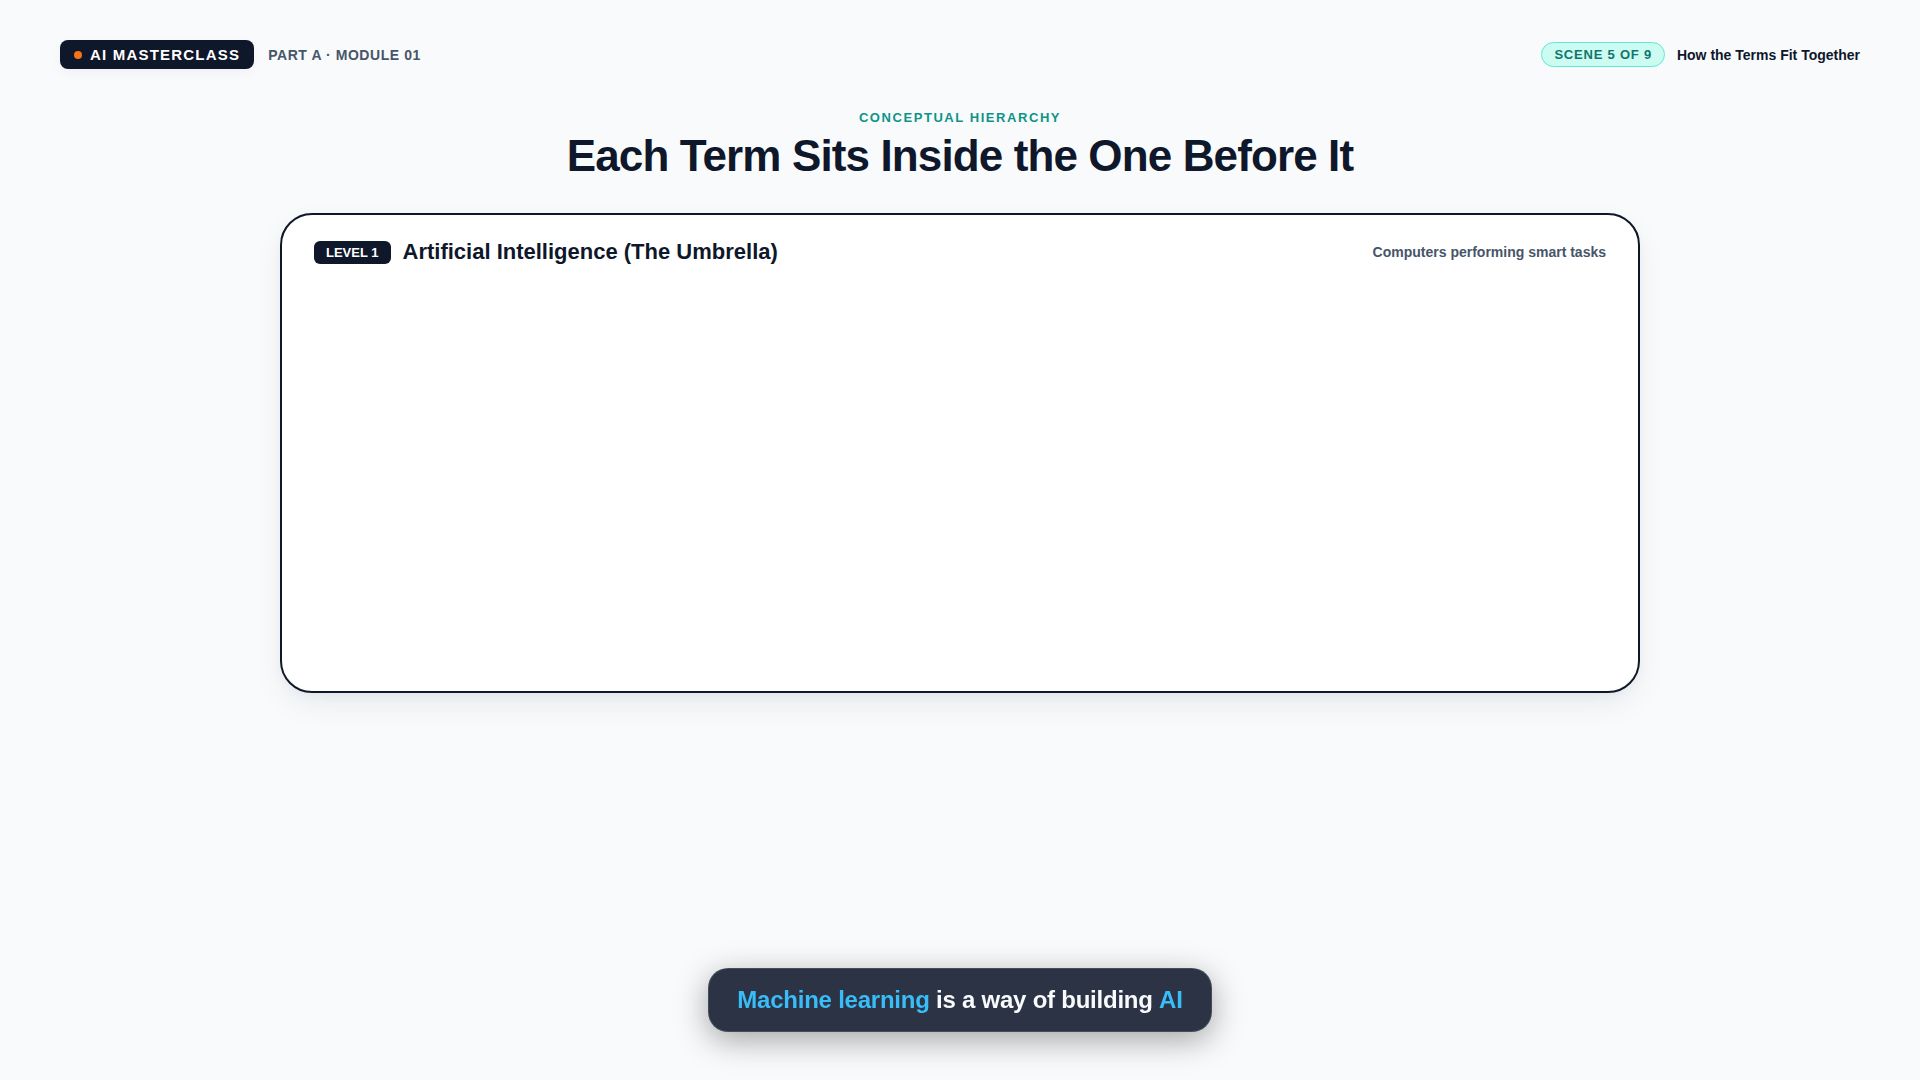 AI MASTERCLASS PART A · MODULE 01
SCENE 5 OF 9 How the Terms Fit Together
CONCEPTUAL HIERARCHY
Each Term Sits Inside the One Before It
LEVEL 1 Artificial Intelligence (The Umbrella)
Computers performing smart tasks
Machine learning is a way of building AI